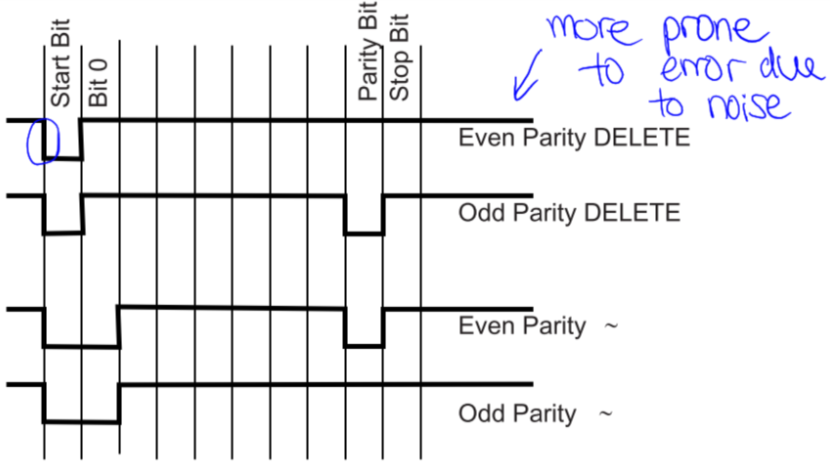 Start Bit
Bit 0
Parity Bit
Stop Bit
more prone
to error due
to noise
Even Parity DELETE
Odd Parity DELETE
Even Parity ~
Odd Parity ~